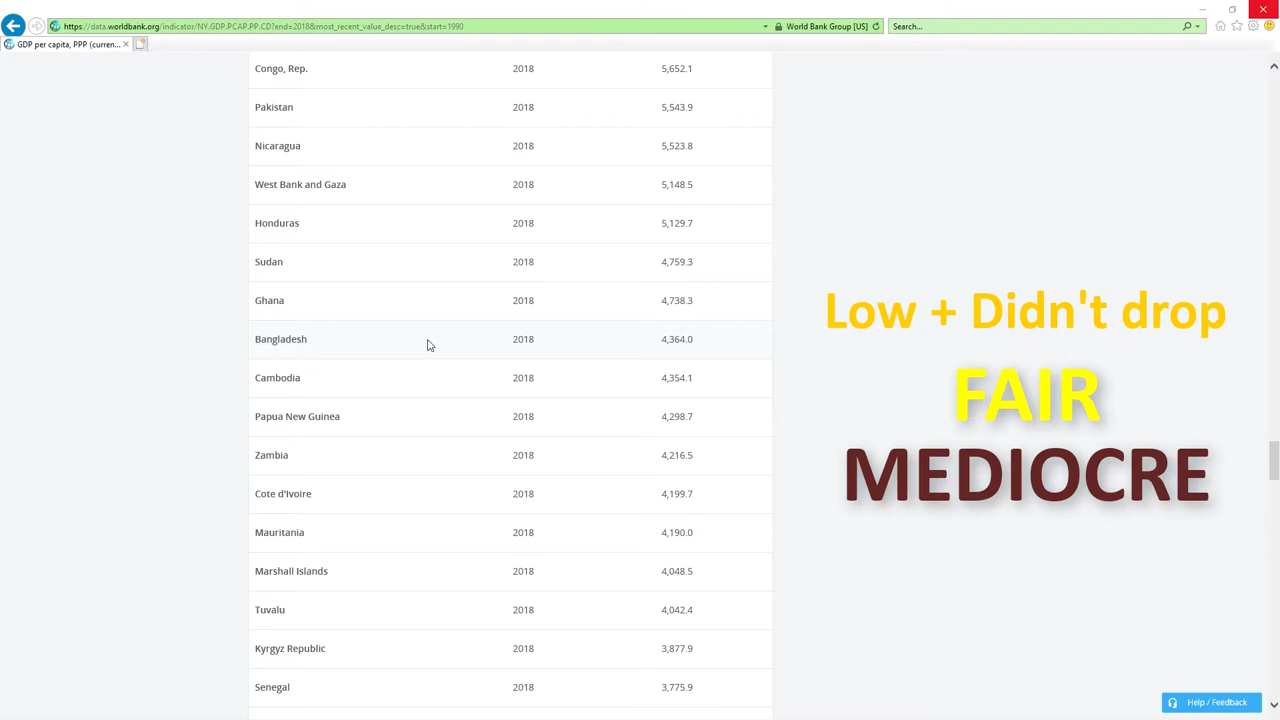 https://data.worldbank.org/indicator/NY.GDP.PCAP.PP.CD?end=2018&most_recent_value_desc=true&start=1990
World Bank Group [US]
Search...
GDP per capita, PPP (curren...
Congo, Rep. 2018 5,652.1
Pakistan 2018 5,543.9
Nicaragua 2018 5,523.8
West Bank and Gaza 2018 5,148.5
Honduras 2018 5,129.7
Sudan 2018 4,759.3
Ghana 2018 4,738.3
Bangladesh 2018 4,364.0
Cambodia 2018 4,354.1
Papua New Guinea 2018 4,298.7
Zambia 2018 4,216.5
Cote d'Ivoire 2018 4,199.7
Mauritania 2018 4,190.0
Marshall Islands 2018 4,048.5
Tuvalu 2018 4,042.4
Kyrgyz Republic 2018 3,877.9
Senegal 2018 3,775.9
Low + Didn't drop
FAIR
MEDIOCRE
Help / Feedback